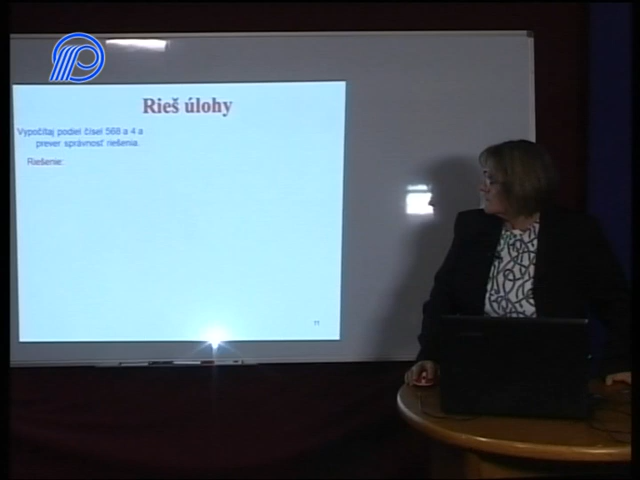 Rieš úlohy
Vypočítaj podiel čísel 568 a 4 a
prever správnosť riešenia.
Riešenie:
11